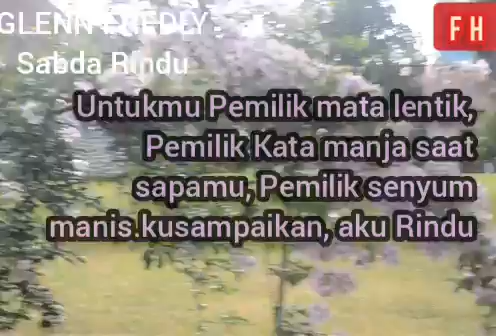 GLENN FREDLY
Sabda Rindu
FH
Untukmu Pemilik mata lentik,
Pemilik Kata manja saat
sapamu, Pemilik senyum
manis.kusampaikan, aku Rindu